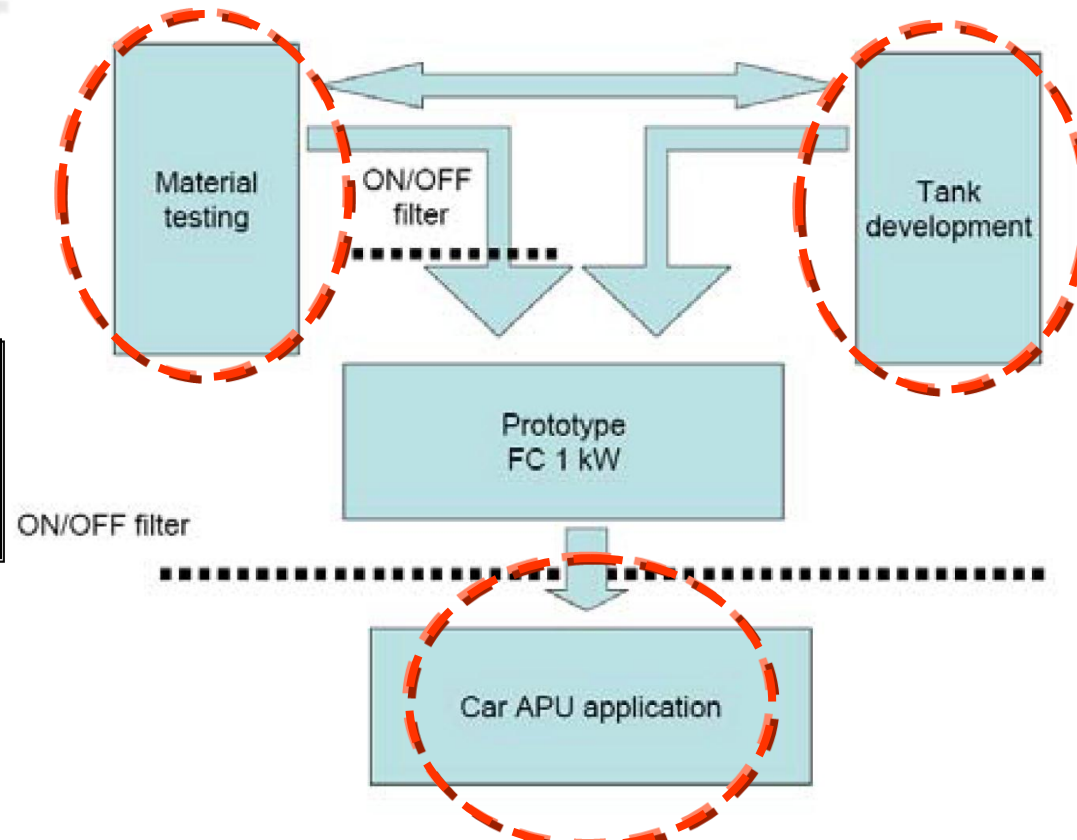 Material
testing
ON/OFF
filter
Tank
development
Prototype
FC 1 kW
ON/OFF filter
Car APU application